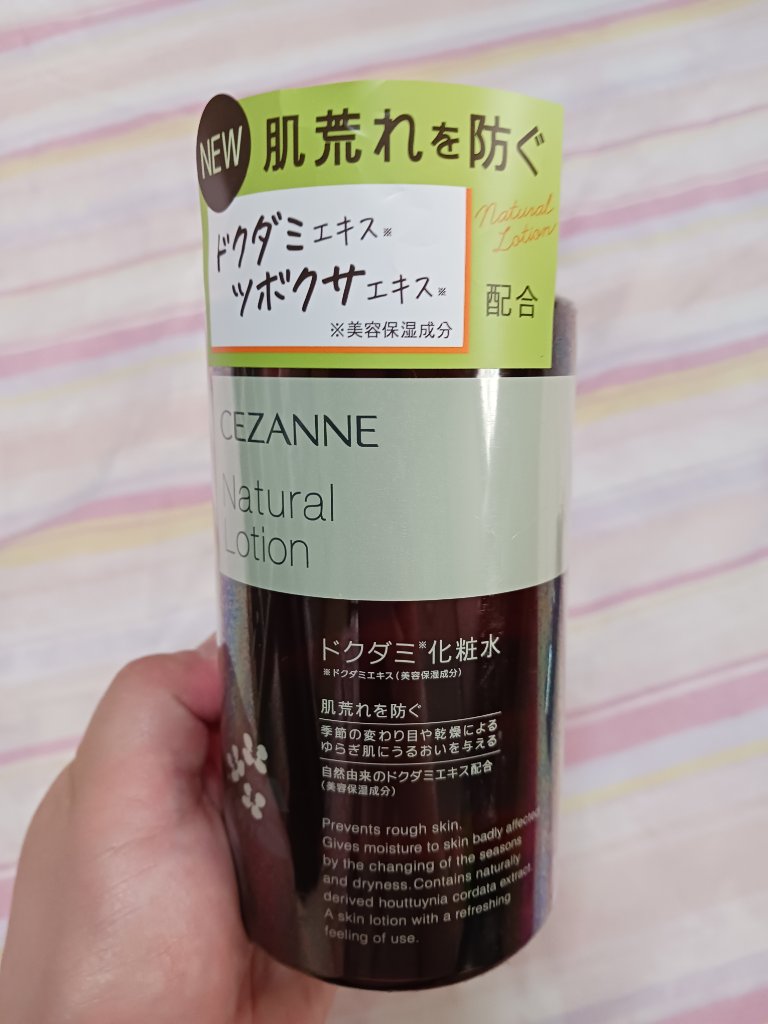 NEW
肌荒れを防ぐ
Natural
Lotion
ドクダミエキス※
ツボクサエキス※
配合
※美容保湿成分
CEZANNE
Natural
Lotion
ドクダミ※化粧水
※ドクダミエキス(美容保湿成分)
肌荒れを防ぐ
季節の変わり目や乾燥による
ゆらぎ肌にうるおいを与える
自然由来のドクダミエキス配合
(美容保湿成分)
Prevents rough skin.
Gives moisture to skin badly affected
by the changing of the seasons
and dryness. Contains naturally
derived houttuynia cordata extract.
A skin lotion with a refreshing
feeling of use.